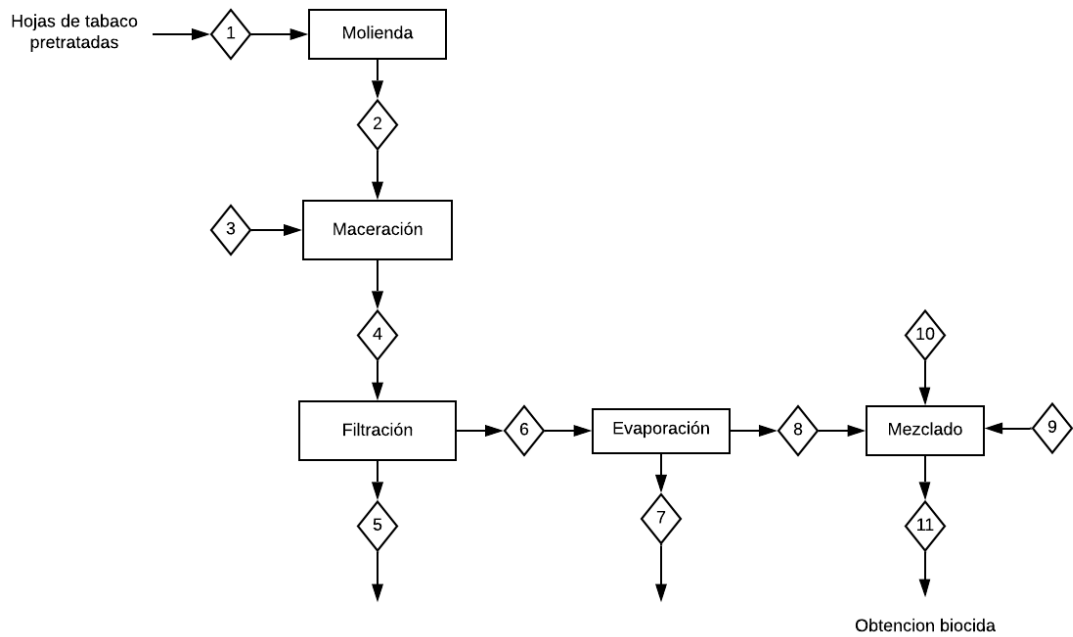 Hojas de tabaco
pretratadas
1
Molienda
2
3
Maceración
4
10
Filtración
6
Evaporación
8
Mezclado
9
5
7
11
Obtencion biocida